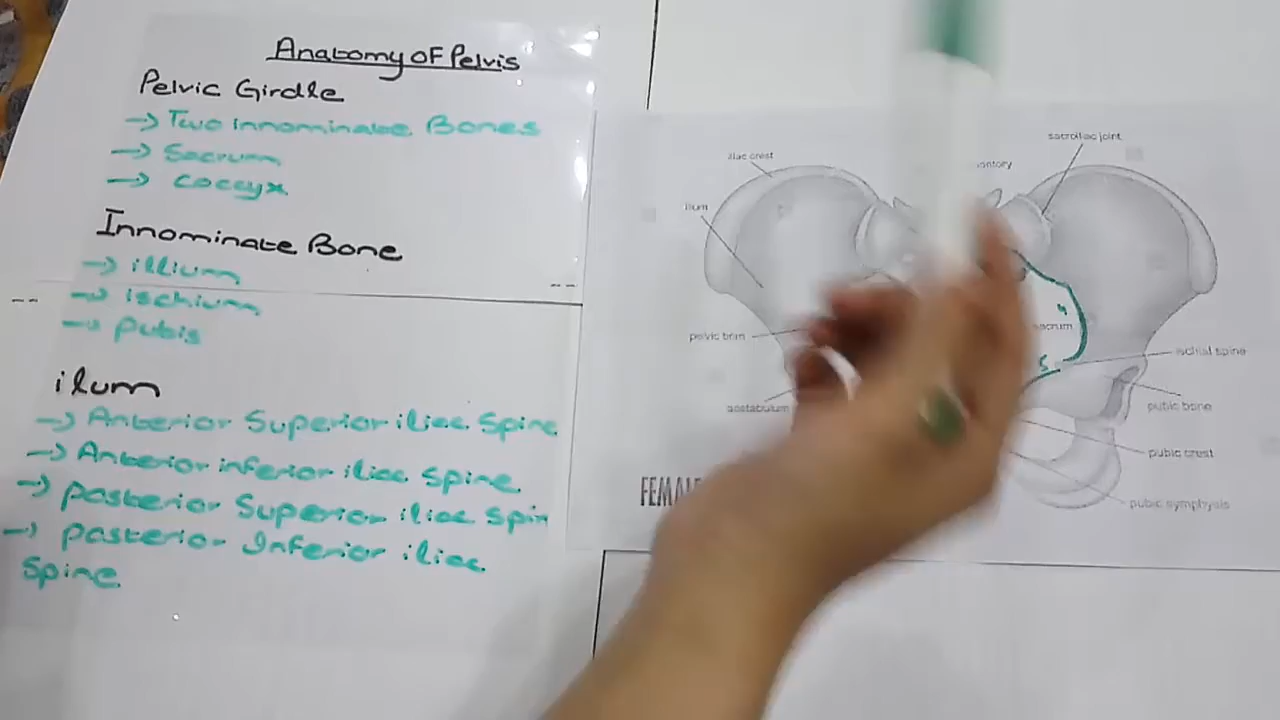 Anatomy of Pelvis
Pelvic Girdle
→ Two innominate Bones
→ Sacrum
→ Coccyx
Innominate Bone
→ illium
→ ischium
→ Pubis
ilum
→ Anterior Superior iliac Spine
→ Anterior inferior iliac Spine
→ Posterior Superior iliac Spin
→ Posterior Inferior iliac
Spine
sacroiliac joint
iliac crest
ilium
pelvic brim
ischial spine
acetabulum
pubic bone
pubic crest
pubic symphysis